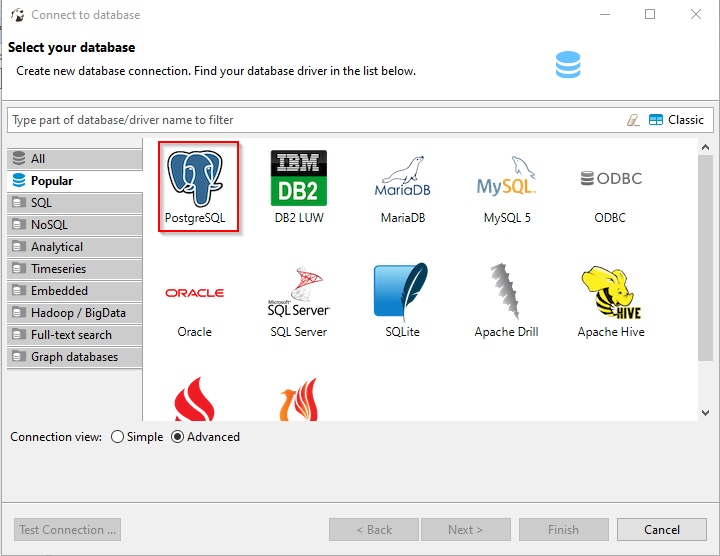 Connect to database
Select your database
Create new database connection. Find your database driver in the list below.
Type part of database/driver name to filter
Classic
All
Popular
SQL
NoSQL
Analytical
Timeseries
Embedded
Hadoop / BigData
Full-text search
Graph databases
PostgreSQL
IBM
DB2
DB2 LUW
MariaDB
MariaDB
MySQL
MySQL 5
ODBC
ODBC
ORACLE
Oracle
Microsoft
SQL Server
SQL Server
SQLite
Apache Drill
HIVE
Apache Hive
Connection view:
Simple
Advanced
Test Connection ...
< Back
Next >
Finish
Cancel